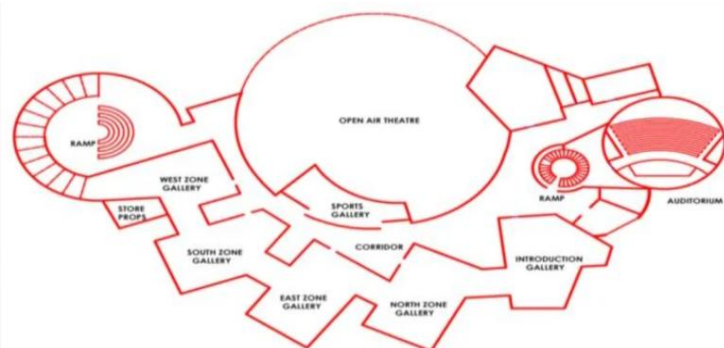 OPEN AIR THEATRE
RAMP
WEST ZONE
GALLERY
STORE
PROPS
SPORTS
GALLERY
RAMP
AUDITORIUM
SOUTH ZONE
GALLERY
CORRIDOR
INTRODUCTION
GALLERY
EAST ZONE
GALLERY
NORTH ZONE
GALLERY